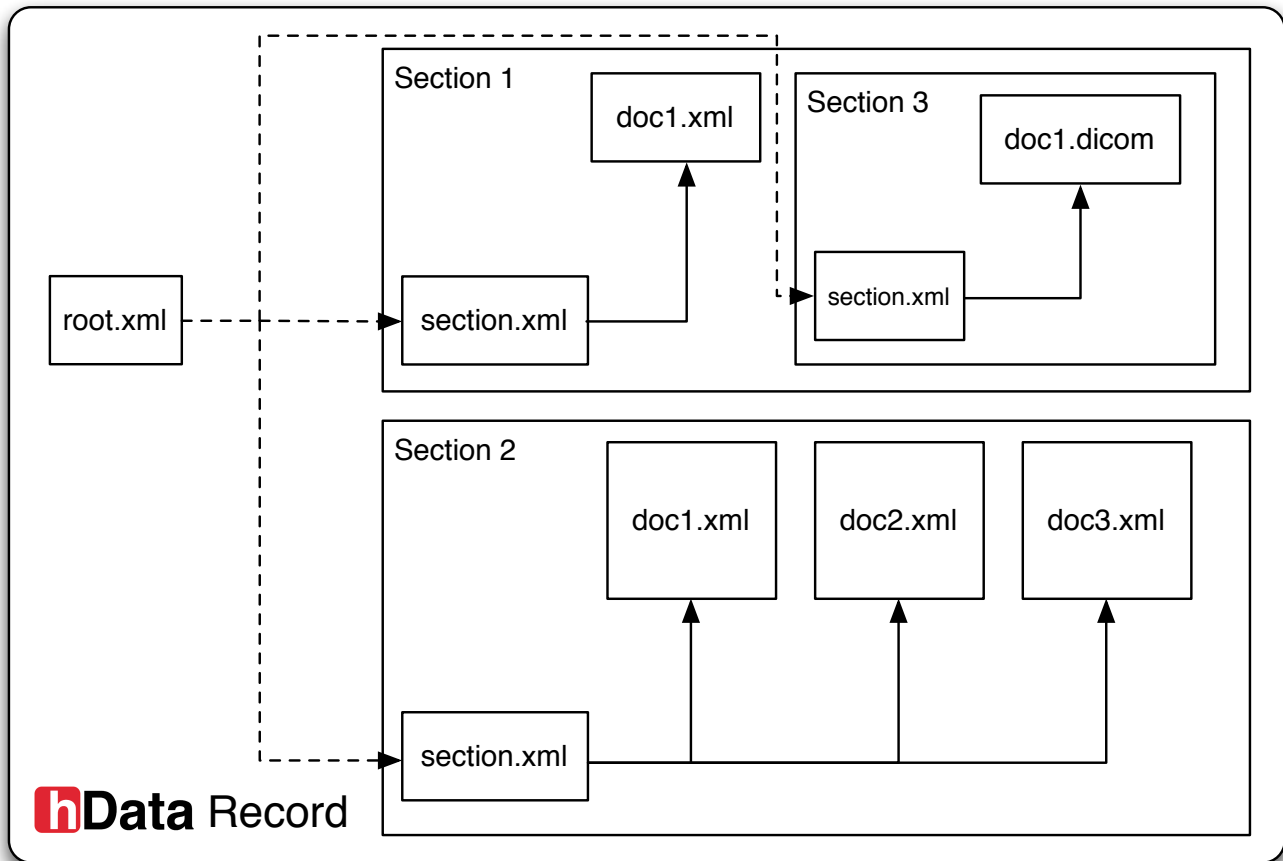 Section 1
doc1.xml
Section 3
doc1.dicom
root.xml
section.xml
section.xml
Section 2
doc1.xml
doc2.xml
doc3.xml
section.xml
hData Record